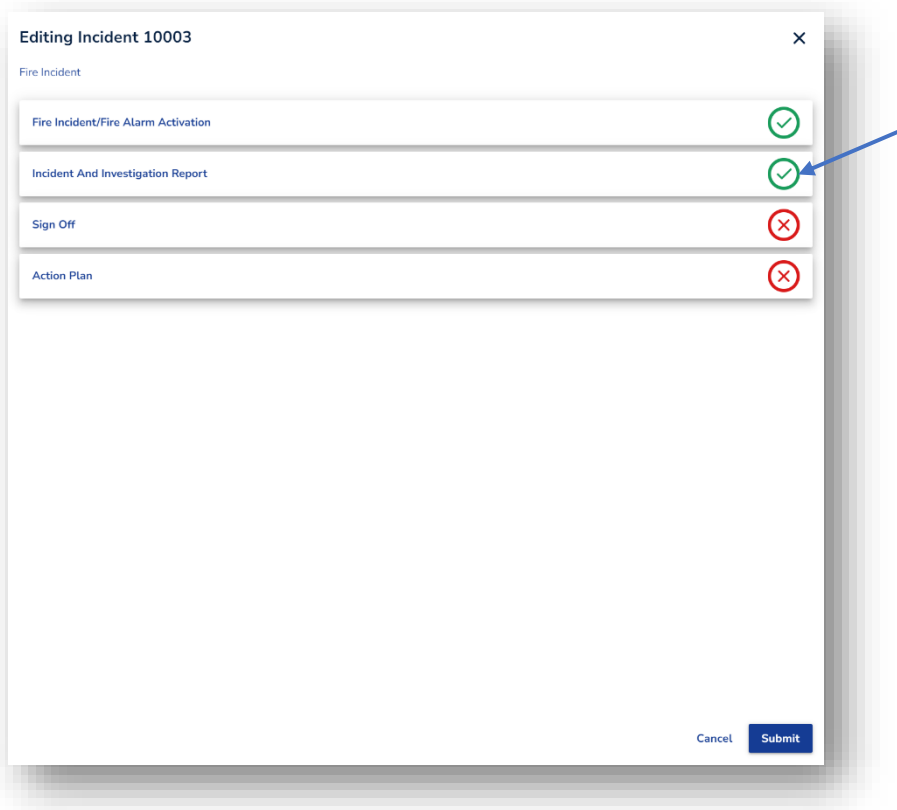 Editing Incident 10003
Fire Incident
Fire Incident/Fire Alarm Activation
Incident And Investigation Report
Sign Off
Action Plan
Cancel Submit